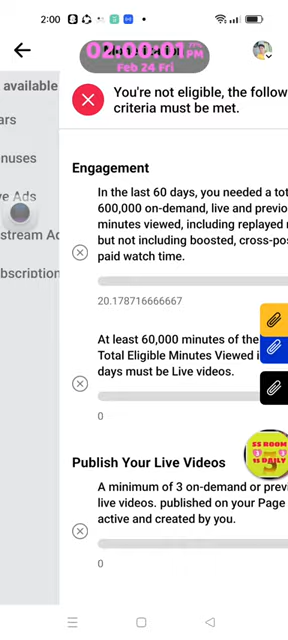 2:00
02:00:01 PM
Feb 24 Fri
available
You're not eligible, the follow
criteria must be met.
ars
Engagement
nuses
In the last 60 days, you needed a tot
ve Ads
600,000 on-demand, live and previo
minutes viewed, including replayed
stream Ad
but not including boosted, cross-po
paid watch time.
bscription
20.178716666667
At least 60,000 minutes of the
Total Eligible Minutes Viewed i
days must be Live videos.
0
SS ROOM
Publish Your Live Videos
A minimum of 3 on-demand or previ
live videos. published on your Page
active and created by you.
0